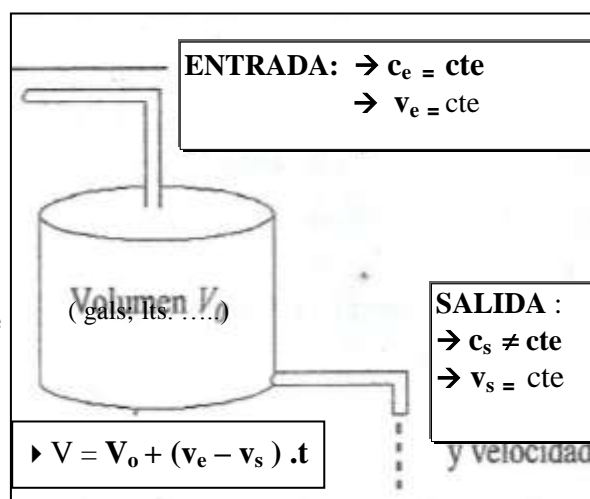 ENTRADA: → cₑ = cte
→ vₑ = cte
Volumen V₀
( gals; lts. …..)
SALIDA :
→ cₛ ≠ cte
→ vₛ = cte
▸ V = Vₒ + (vₑ – vₛ ) .t
y velocidad